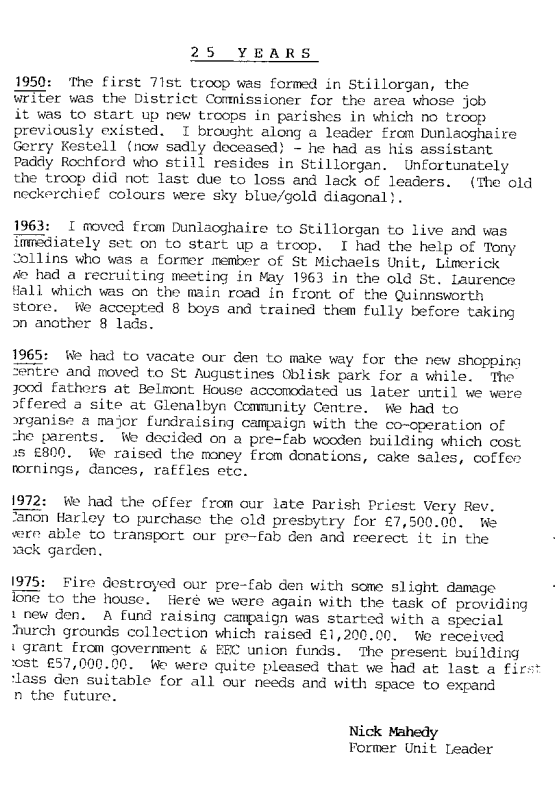 25 YEARS
1950: The first 71st troop was formed in Stillorgan, the
writer was the District Commissioner for the area whose job
it was to start up new troops in parishes in which no troop
previously existed. I brought along a leader from Dunlaoghaire
Gerry Kestell (now sadly deceased) - he had as his assistant
Paddy Rochford who still resides in Stillorgan. Unfortunately
the troop did not last due to loss and lack of leaders. (The old
neckerchief colours were sky blue/gold diagonal).
1963: I moved from Dunlaoghaire to Stillorgan to live and was
immediately set on to start up a troop. I had the help of Tony
Collins who was a former member of St Michaels Unit, Limerick
We had a recruiting meeting in May 1963 in the old St. Laurence
Hall which was on the main road in front of the Quinnsworth
store. We accepted 8 boys and trained them fully before taking
on another 8 lads.
1965: We had to vacate our den to make way for the new shopping
centre and moved to St Augustines Oblisk park for a while. The
good fathers at Belmont House accomodated us later until we were
offered a site at Glenalbyn Community Centre. We had to
organise a major fundraising campaign with the co-operation of
the parents. We decided on a pre-fab wooden building which cost
us £800. We raised the money from donations, cake sales, coffee
mornings, dances, raffles etc.
1972: We had the offer from our late Parish Priest Very Rev.
Canon Harley to purchase the old presbytry for £7,500.00. We
were able to transport our pre-fab den and reerect it in the
back garden.
1975: Fire destroyed our pre-fab den with some slight damage
done to the house. Here we were again with the task of providing
a new den. A fund raising campaign was started with a special
Church grounds collection which raised £1,200.00. We received
a grant from government & EEC union funds. The present building
cost £57,000.00. We were quite pleased that we had at last a first
class den suitable for all our needs and with space to expand
in the future.
Nick Mahedy
Former Unit Leader